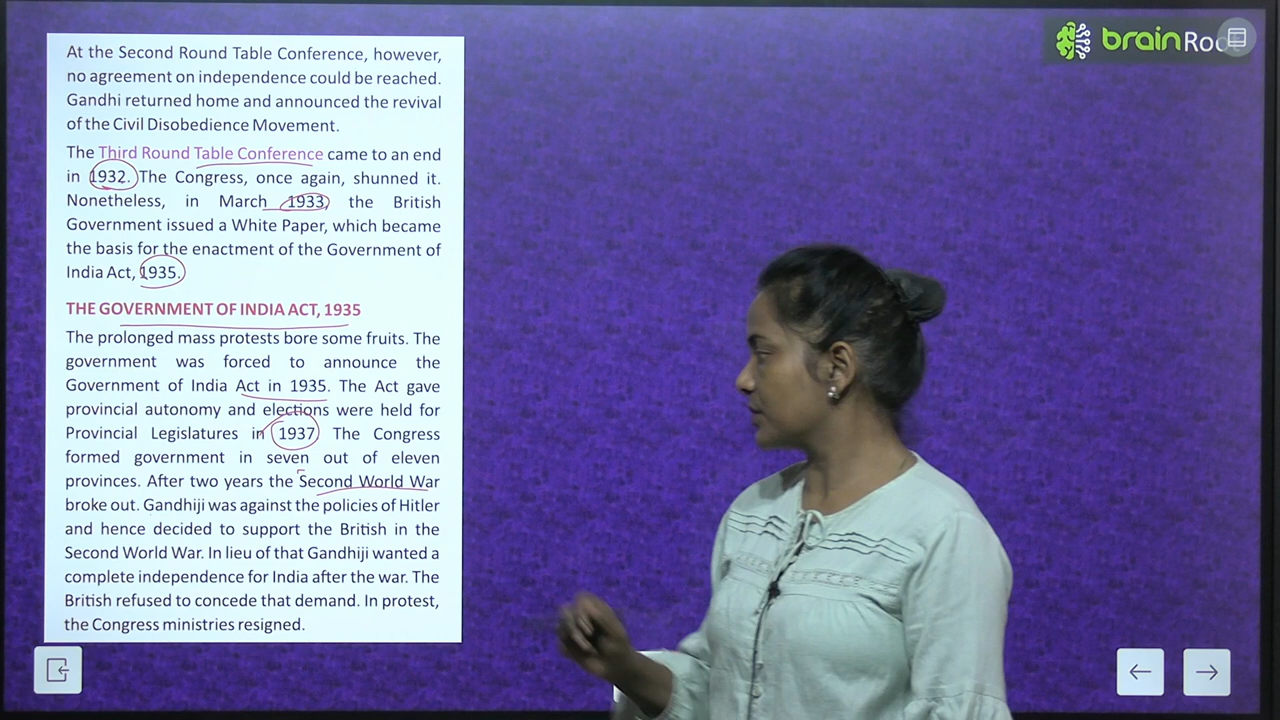 At the Second Round Table Conference, however,
no agreement on independence could be reached.
Gandhi returned home and announced the revival
of the Civil Disobedience Movement.
The Third Round Table Conference came to an end
in 1932. The Congress, once again, shunned it.
Nonetheless, in March 1933, the British
Government issued a White Paper, which became
the basis for the enactment of the Government of
India Act, 1935.
THE GOVERNMENT OF INDIA ACT, 1935
The prolonged mass protests bore some fruits. The
government was forced to announce the
Government of India Act in 1935. The Act gave
provincial autonomy and elections were held for
Provincial Legislatures in 1937 The Congress
formed government in seven out of eleven
provinces. After two years the Second World War
broke out. Gandhiji was against the policies of Hitler
and hence decided to support the British in the
Second World War. In lieu of that Gandhiji wanted a
complete independence for India after the war. The
British refused to concede that demand. In protest,
the Congress ministries resigned.
brain